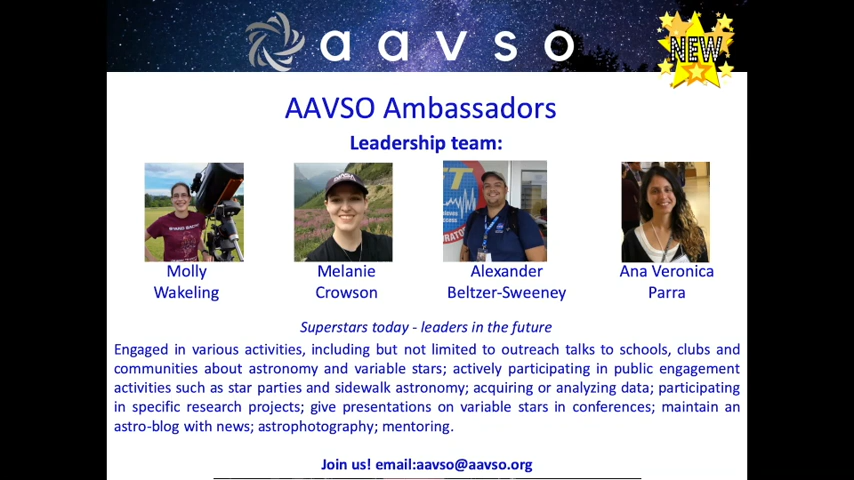 aavso
NEW
AAVSO Ambassadors
Leadership team:
Molly Wakeling
Melanie Crowson
Alexander Beltzer-Sweeney
Ana Veronica Parra
Superstars today - leaders in the future
Engaged in various activities, including but not limited to outreach talks to schools, clubs and
communities about astronomy and variable stars; actively participating in public engagement
activities such as star parties and sidewalk astronomy; acquiring or analyzing data; participating
in specific research projects; give presentations on variable stars in conferences; maintain an
astro-blog with news; astrophotography; mentoring.
Join us! email:aavso@aavso.org